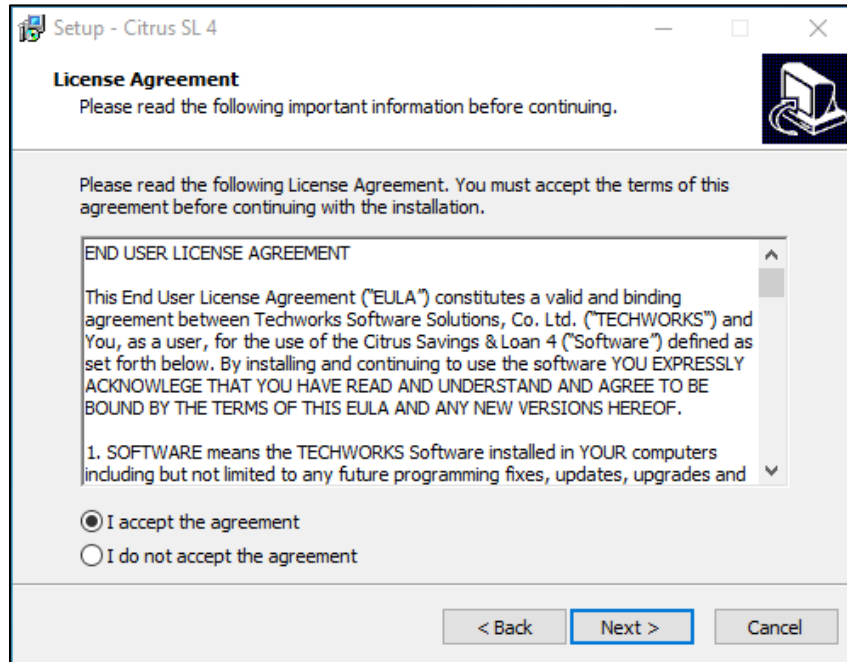 Setup - Citrus SL 4
License Agreement
Please read the following important information before continuing.
Please read the following License Agreement. You must accept the terms of this
agreement before continuing with the installation.
END USER LICENSE AGREEMENT
This End User License Agreement ("EULA") constitutes a valid and binding
agreement between Techworks Software Solutions, Co. Ltd. ("TECHWORKS") and
You, as a user, for the use of the Citrus Savings & Loan 4 ("Software") defined as
set forth below. By installing and continuing to use the software YOU EXPRESSLY
ACKNOWLEGE THAT YOU HAVE READ AND UNDERSTAND AND AGREE TO BE
BOUND BY THE TERMS OF THIS EULA AND ANY NEW VERSIONS HEREOF.
1. SOFTWARE means the TECHWORKS Software installed in YOUR computers
including but not limited to any future programming fixes, updates, upgrades and
I accept the agreement
I do not accept the agreement
< Back Next > Cancel